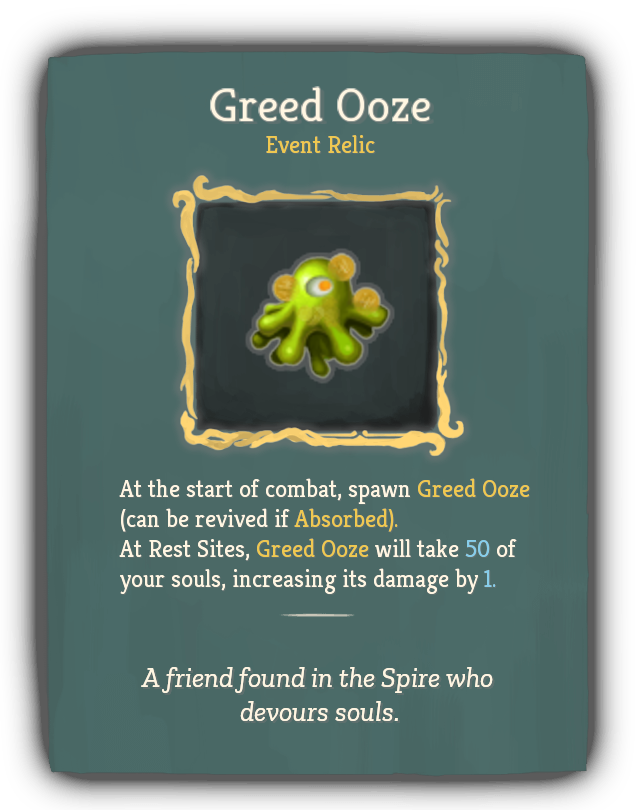 Greed Ooze
Event Relic
At the start of combat, spawn Greed Ooze
(can be revived if Absorbed).
At Rest Sites, Greed Ooze will take 50 of
your souls, increasing its damage by 1.
A friend found in the Spire who
devours souls.